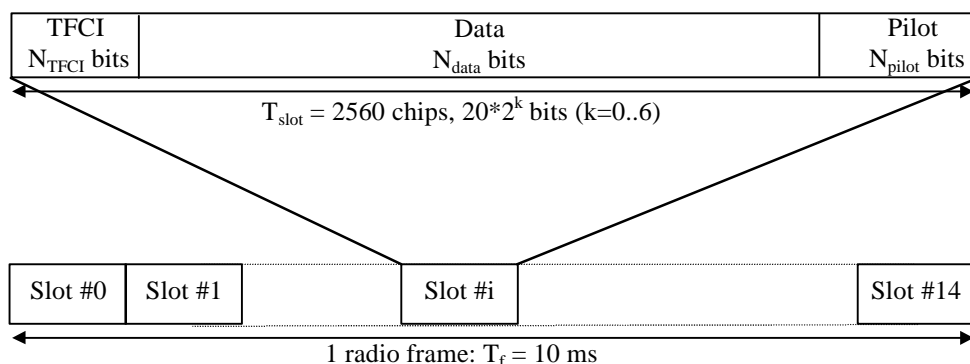 TFCI
N_TFCI bits
Data
N_data bits
Pilot
N_pilot bits
T_slot = 2560 chips, 20*2^k bits (k=0..6)
Slot #0
Slot #1
Slot #i
Slot #14
1 radio frame: T_f = 10 ms